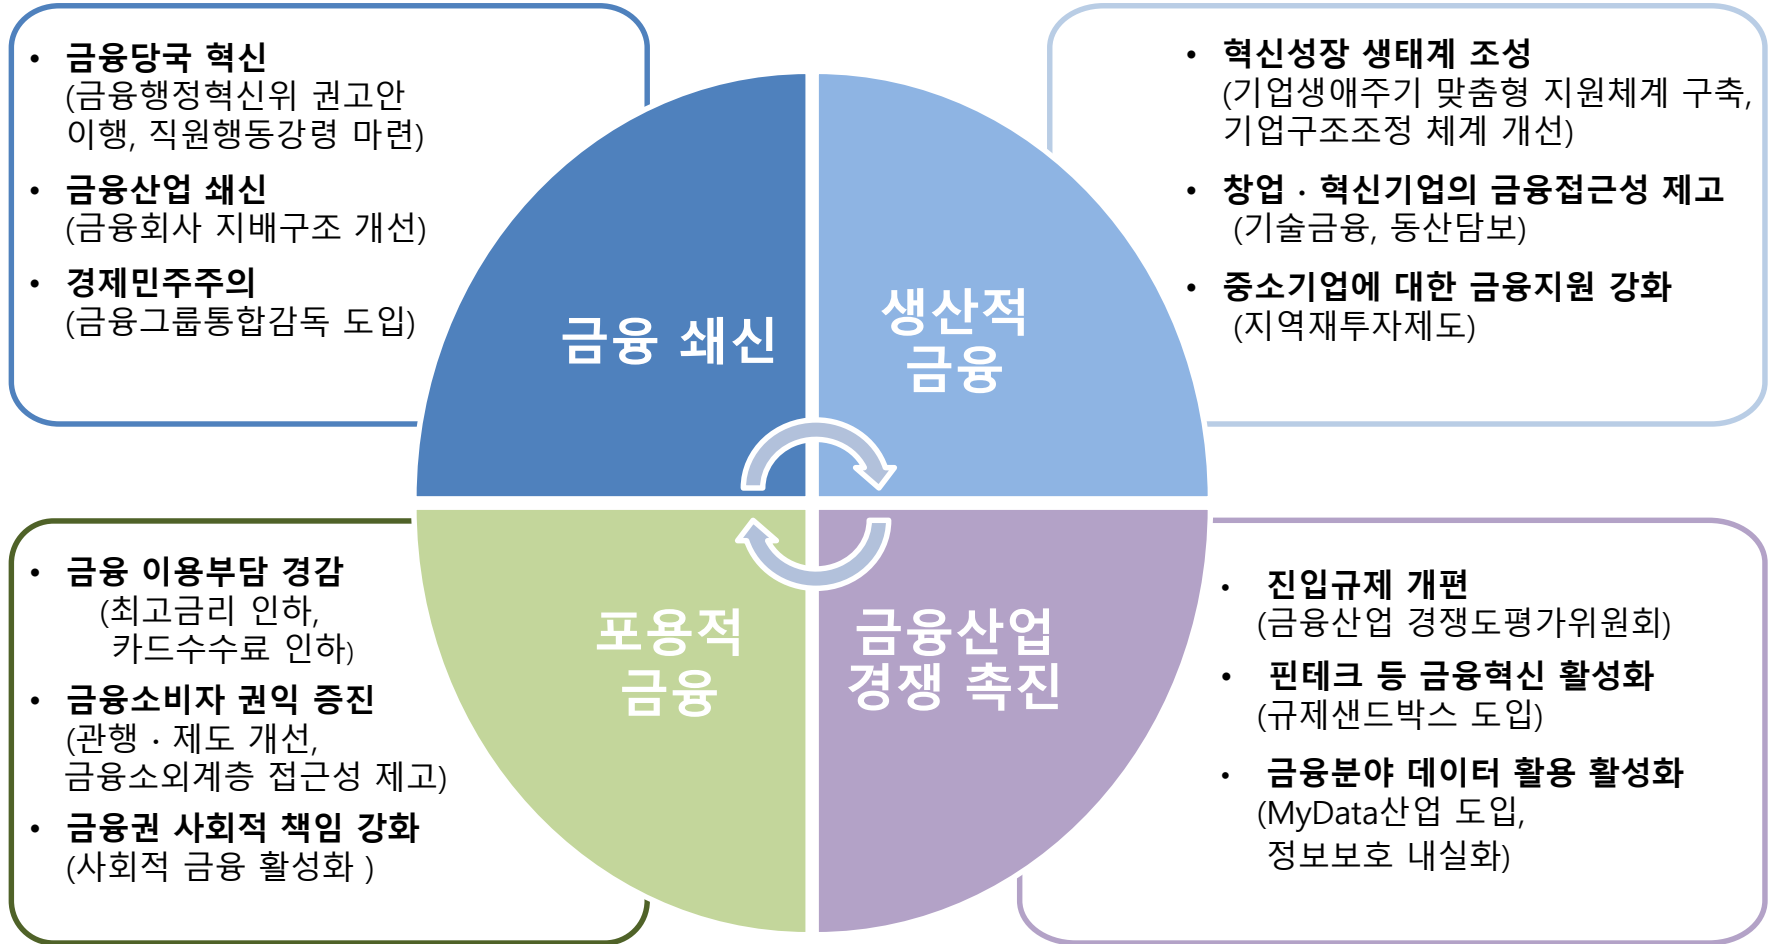 • 금융당국 혁신
(금융행정혁신위 권고안
이행, 직원행동강령 마련)
• 금융산업 쇄신
(금융회사 지배구조 개선)
• 경제민주주의
(금융그룹통합감독 도입)
금융 쇄신
생산적
금융
• 혁신성장 생태계 조성
(기업생애주기 맞춤형 지원체계 구축,
기업구조조정 체계 개선)
• 창업 · 혁신기업의 금융접근성 제고
(기술금융, 동산담보)
• 중소기업에 대한 금융지원 강화
(지역재투자제도)
• 금융 이용부담 경감
(최고금리 인하,
카드수수료 인하)
• 금융소비자 권익 증진
(관행 · 제도 개선,
금융소외계층 접근성 제고)
• 금융권 사회적 책임 강화
(사회적 금융 활성화 )
포용적
금융
금융산업
경쟁 촉진
• 진입규제 개편
(금융산업 경쟁도평가위원회)
• 핀테크 등 금융혁신 활성화
(규제샌드박스 도입)
• 금융분야 데이터 활용 활성화
(MyData산업 도입,
정보보호 내실화)